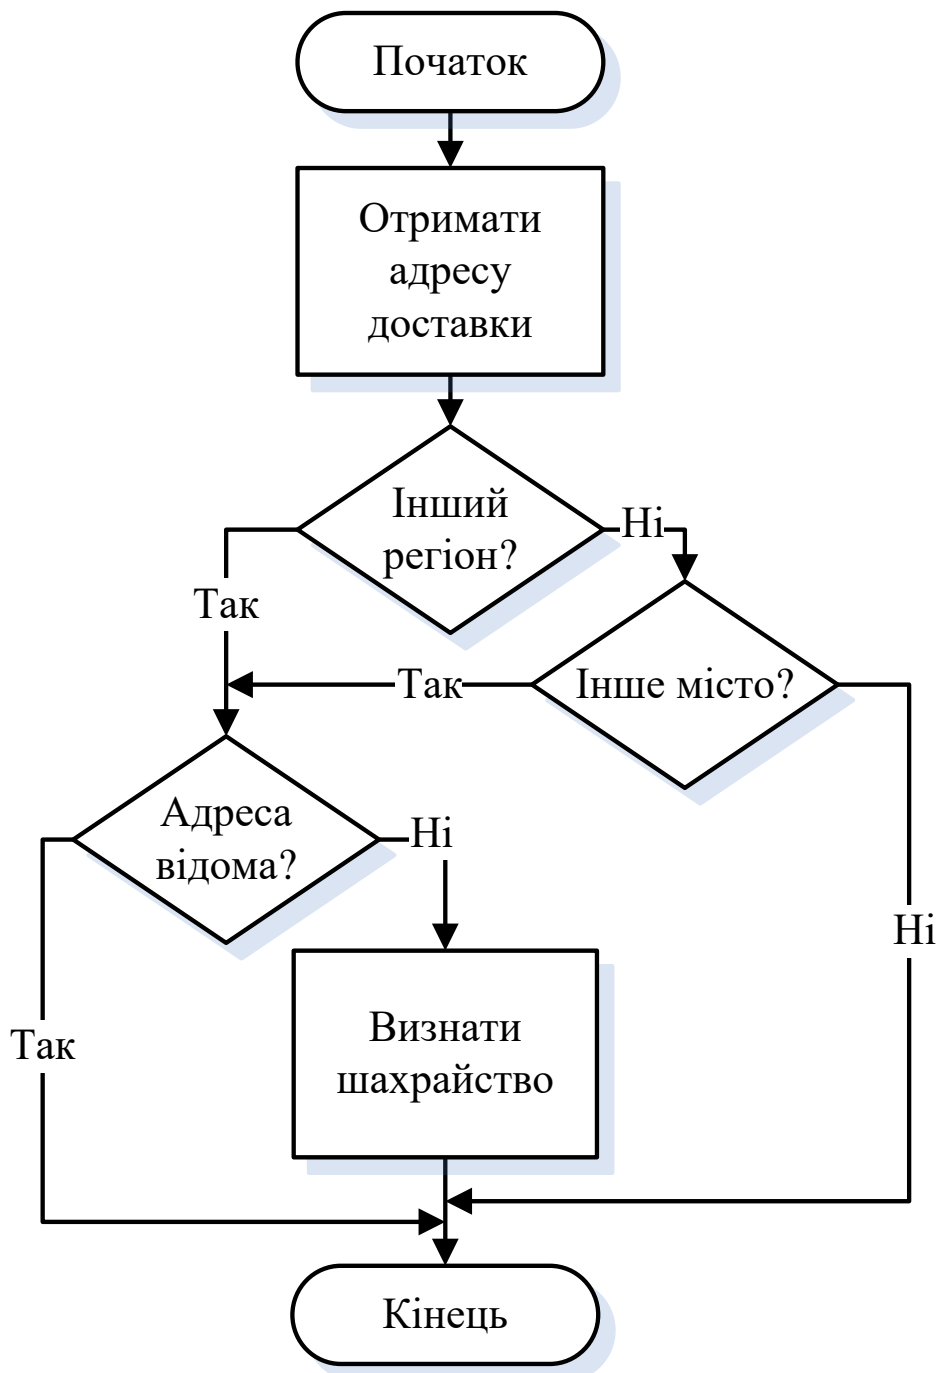 Початок
Отримати
адресу
доставки
Інший
регіон?
Ні
Так
Так
Інше місто?
Адреса
відома?
Ні
Ні
Визнати
шахрайство
Так
Кінець